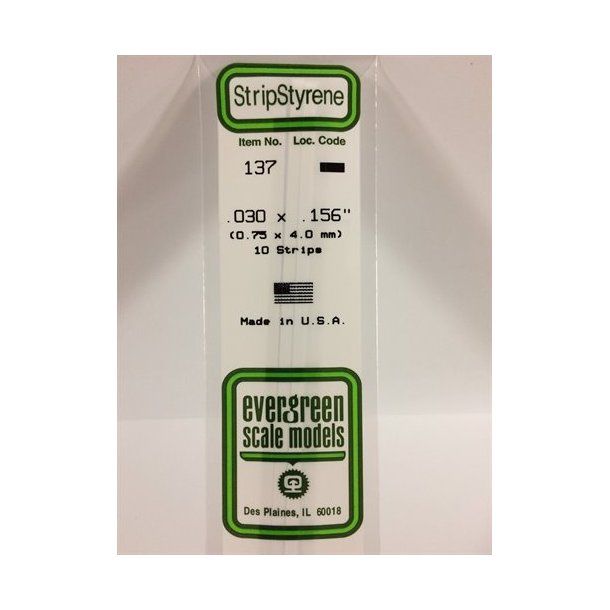 StripStyrene
Item No. Loc. Code
137
.030 x .156"
(0.75 x 4.0 mm)
10 Strips
Made in U.S.A.
evergreen
scale models
Des Plaines, IL 60018